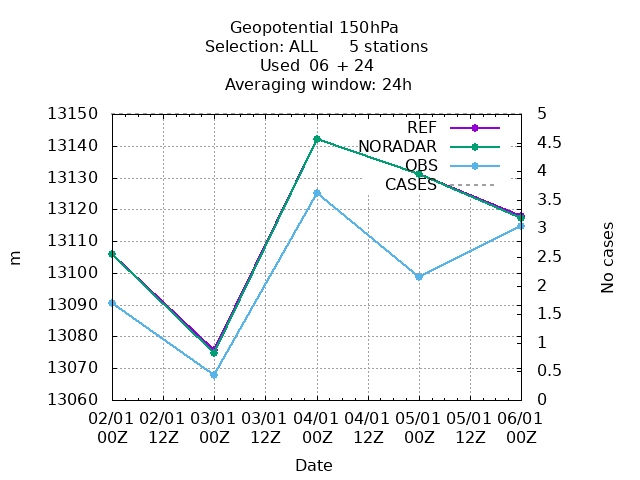 Geopotential 150hPa
Selection: ALL 5 stations
Used 06 + 24
Averaging window: 24h
13150
13140
13130
13120
13110
13100
13090
13080
13070
13060
m
5
4.5
4
3.5
3
2.5
2
1.5
1
0.5
0
No cases
REF
NORADAR
OBS
CASES
02/01 02/01 03/01 03/01 04/01 04/01 05/01 05/01 06/01
00Z 12Z 00Z 12Z 00Z 12Z 00Z 12Z 00Z
Date